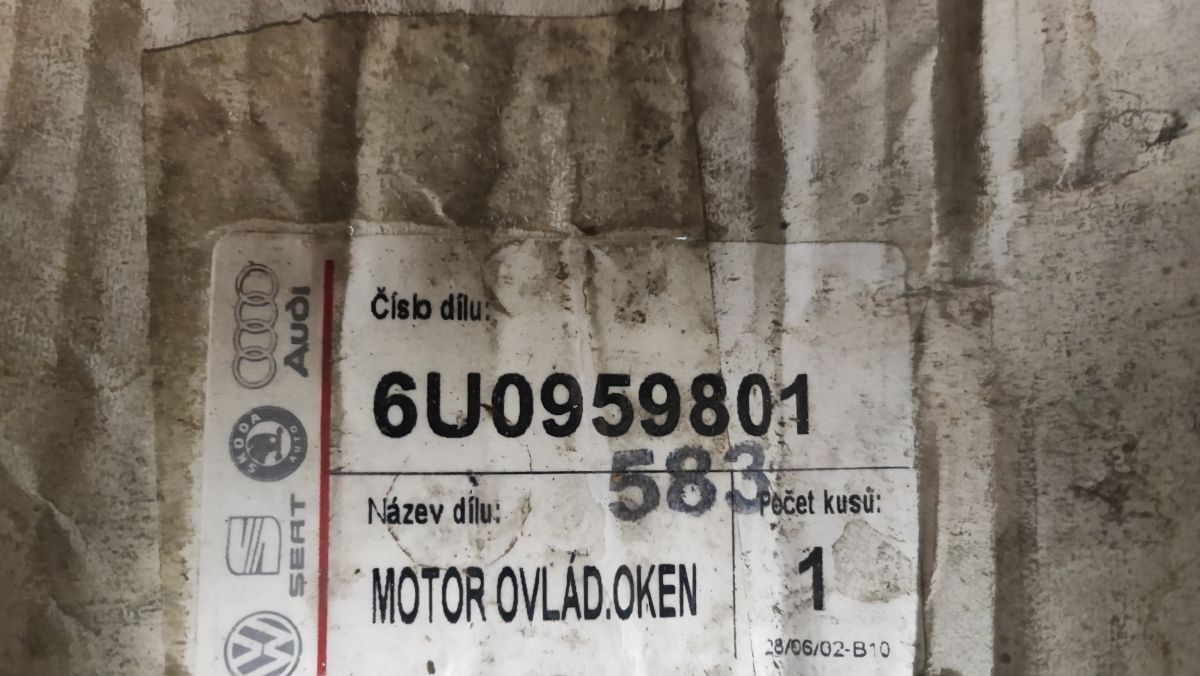 Audi
ŠKODA AUTO
SEAT
Číslo dílu:
6U0959801
583
Název dílu:
Počet kusů:
MOTOR OVLÁD.OKEN
1
28/06/02-B10